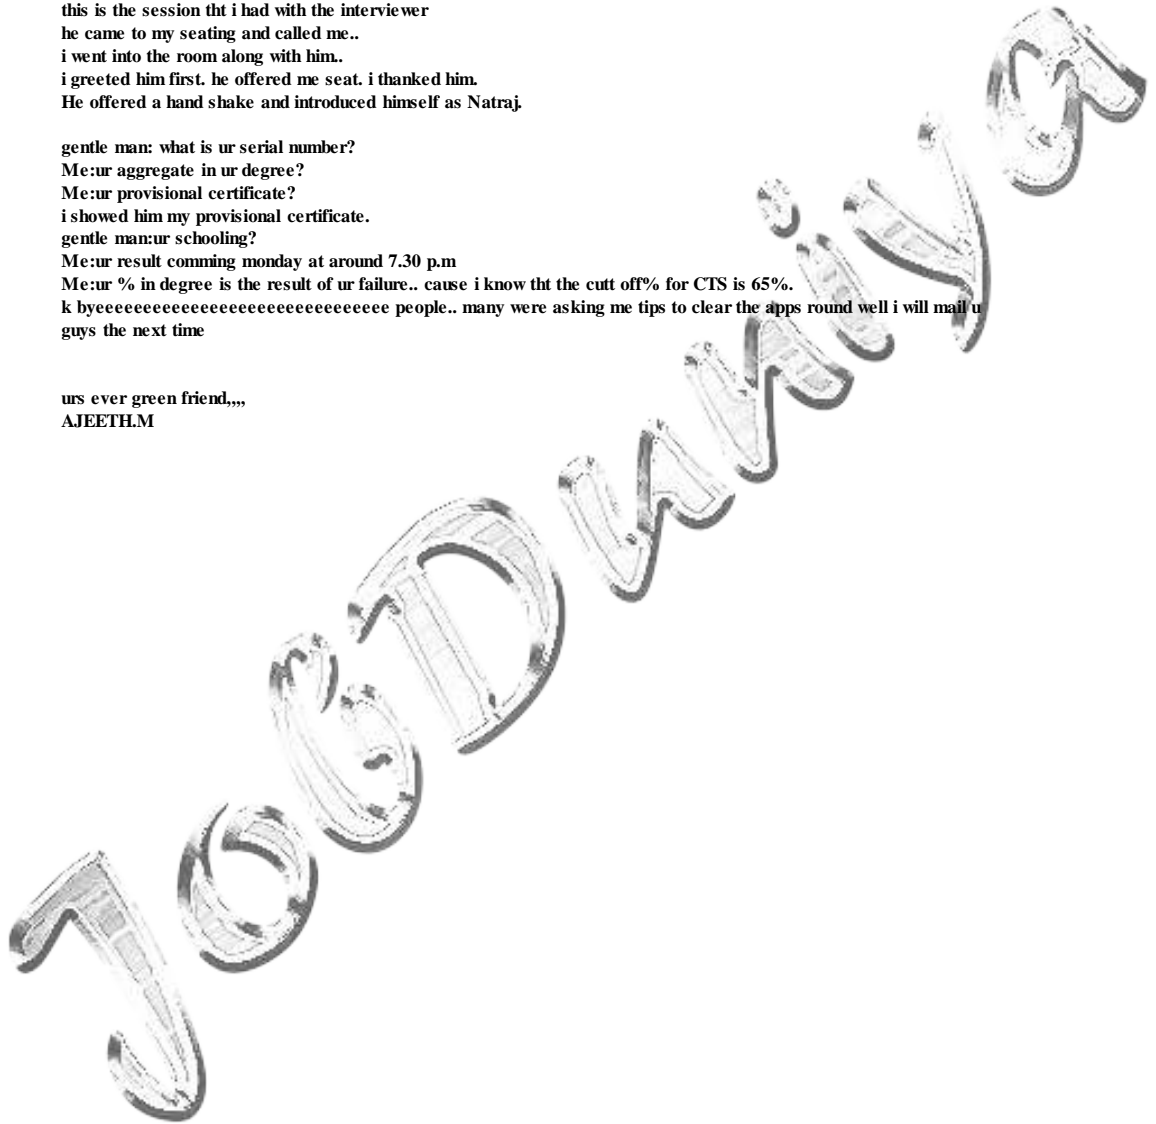 this is the session tht i had with the interviewer
he came to my seating and called me..
i went into the room along with him..
i greeted him first. he offered me seat. i thanked him.
He offered a hand shake and introduced himself as Natraj.
gentle man: what is ur serial number?
Me:ur aggregate in ur degree?
Me:ur provisional certificate?
i showed him my provisional certificate.
gentle man:ur schooling?
Me:ur result comming monday at around 7.30 p.m
Me:ur % in degree is the result of ur failure.. cause i know tht the cutt off% for CTS is 65%.
k byeeeeeeeeeeeeeeeeeeeeeeeeeeeeeee people.. many were asking me tips to clear the apps round well i will mail u
guys the next time
urs ever green friend,,,,
AJEETH.M
JoGDuniya